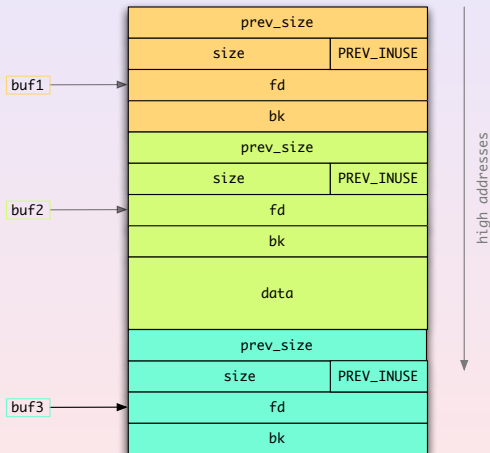 prev_size
size PREV_INUSE
buf1 fd
bk
prev_size
size PREV_INUSE
buf2 fd
bk
data
prev_size
size PREV_INUSE
buf3 fd
bk
high addresses